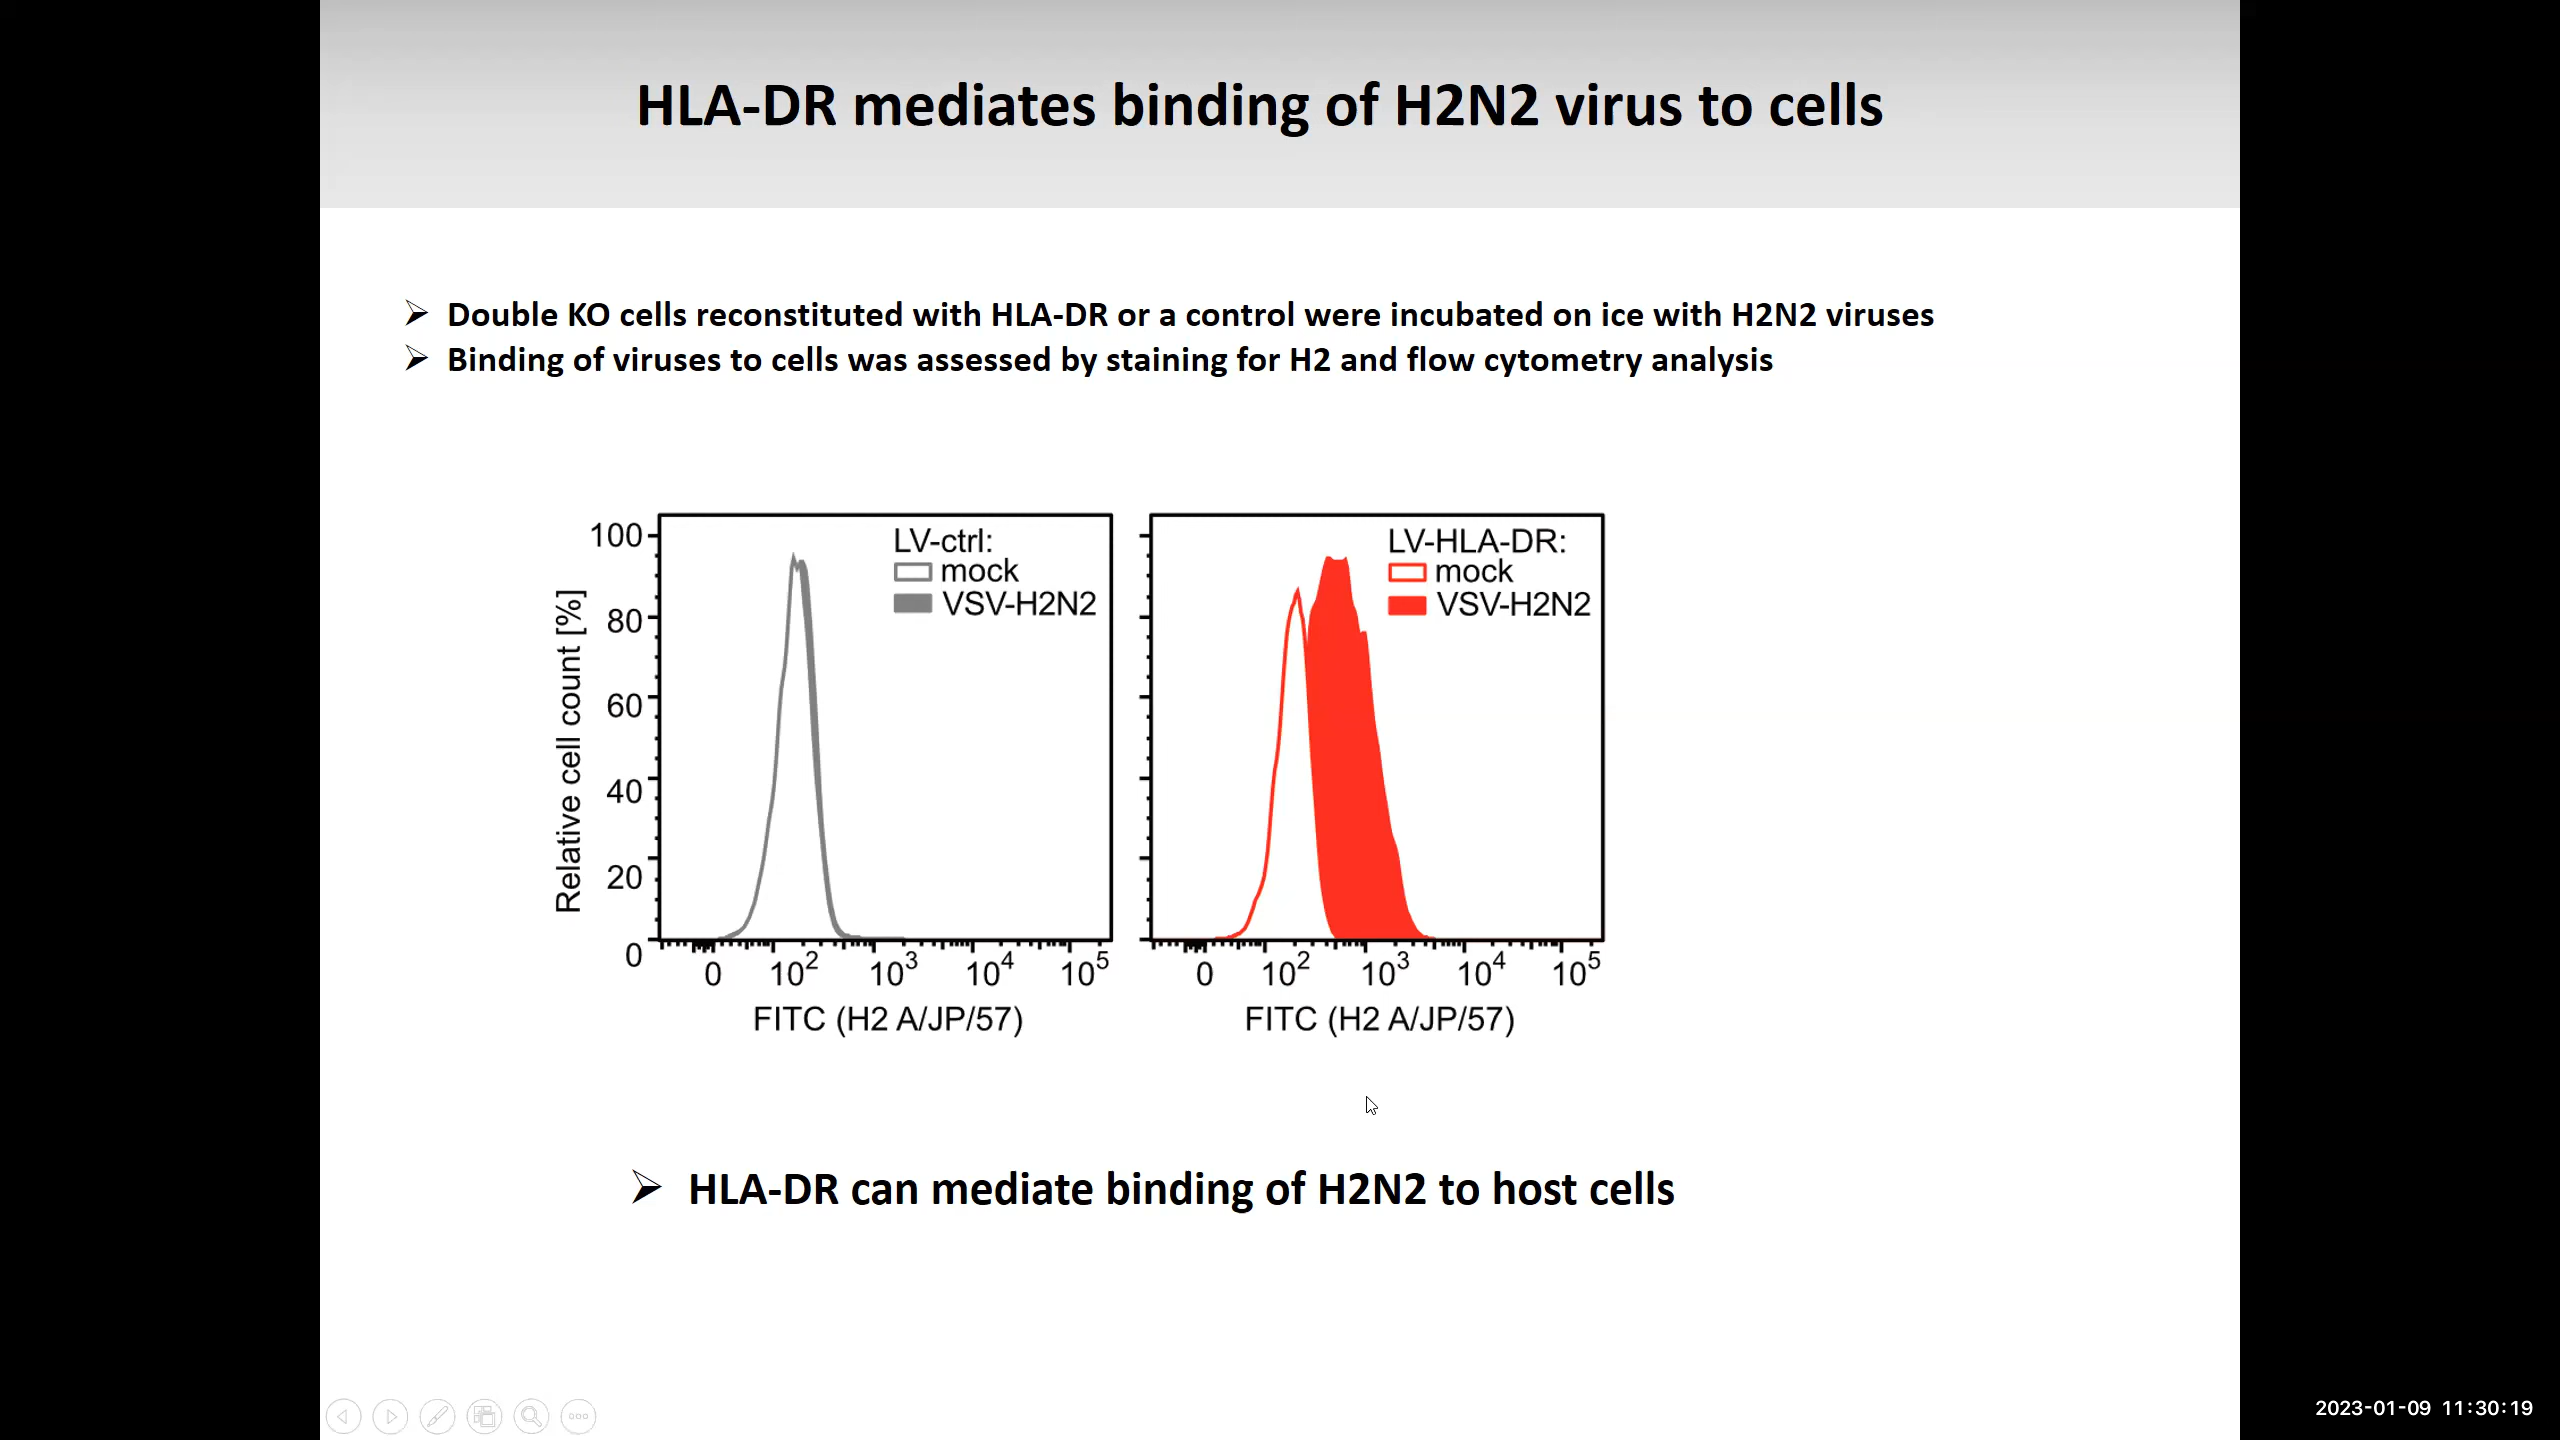 HLA-DR mediates binding of H2N2 virus to cells
➢ Double KO cells reconstituted with HLA-DR or a control were incubated on ice with H2N2 viruses
➢ Binding of viruses to cells was assessed by staining for H2 and flow cytometry analysis
Relative cell count [%]
100
80
60
40
20
0
LV-ctrl:
mock
VSV-H2N2
0 10² 10³ 10⁴ 10⁵
FITC (H2 A/JP/57)
LV-HLA-DR:
mock
VSV-H2N2
0 10² 10³ 10⁴ 10⁵
FITC (H2 A/JP/57)
➢ HLA-DR can mediate binding of H2N2 to host cells
2023-01-09 11:30:19